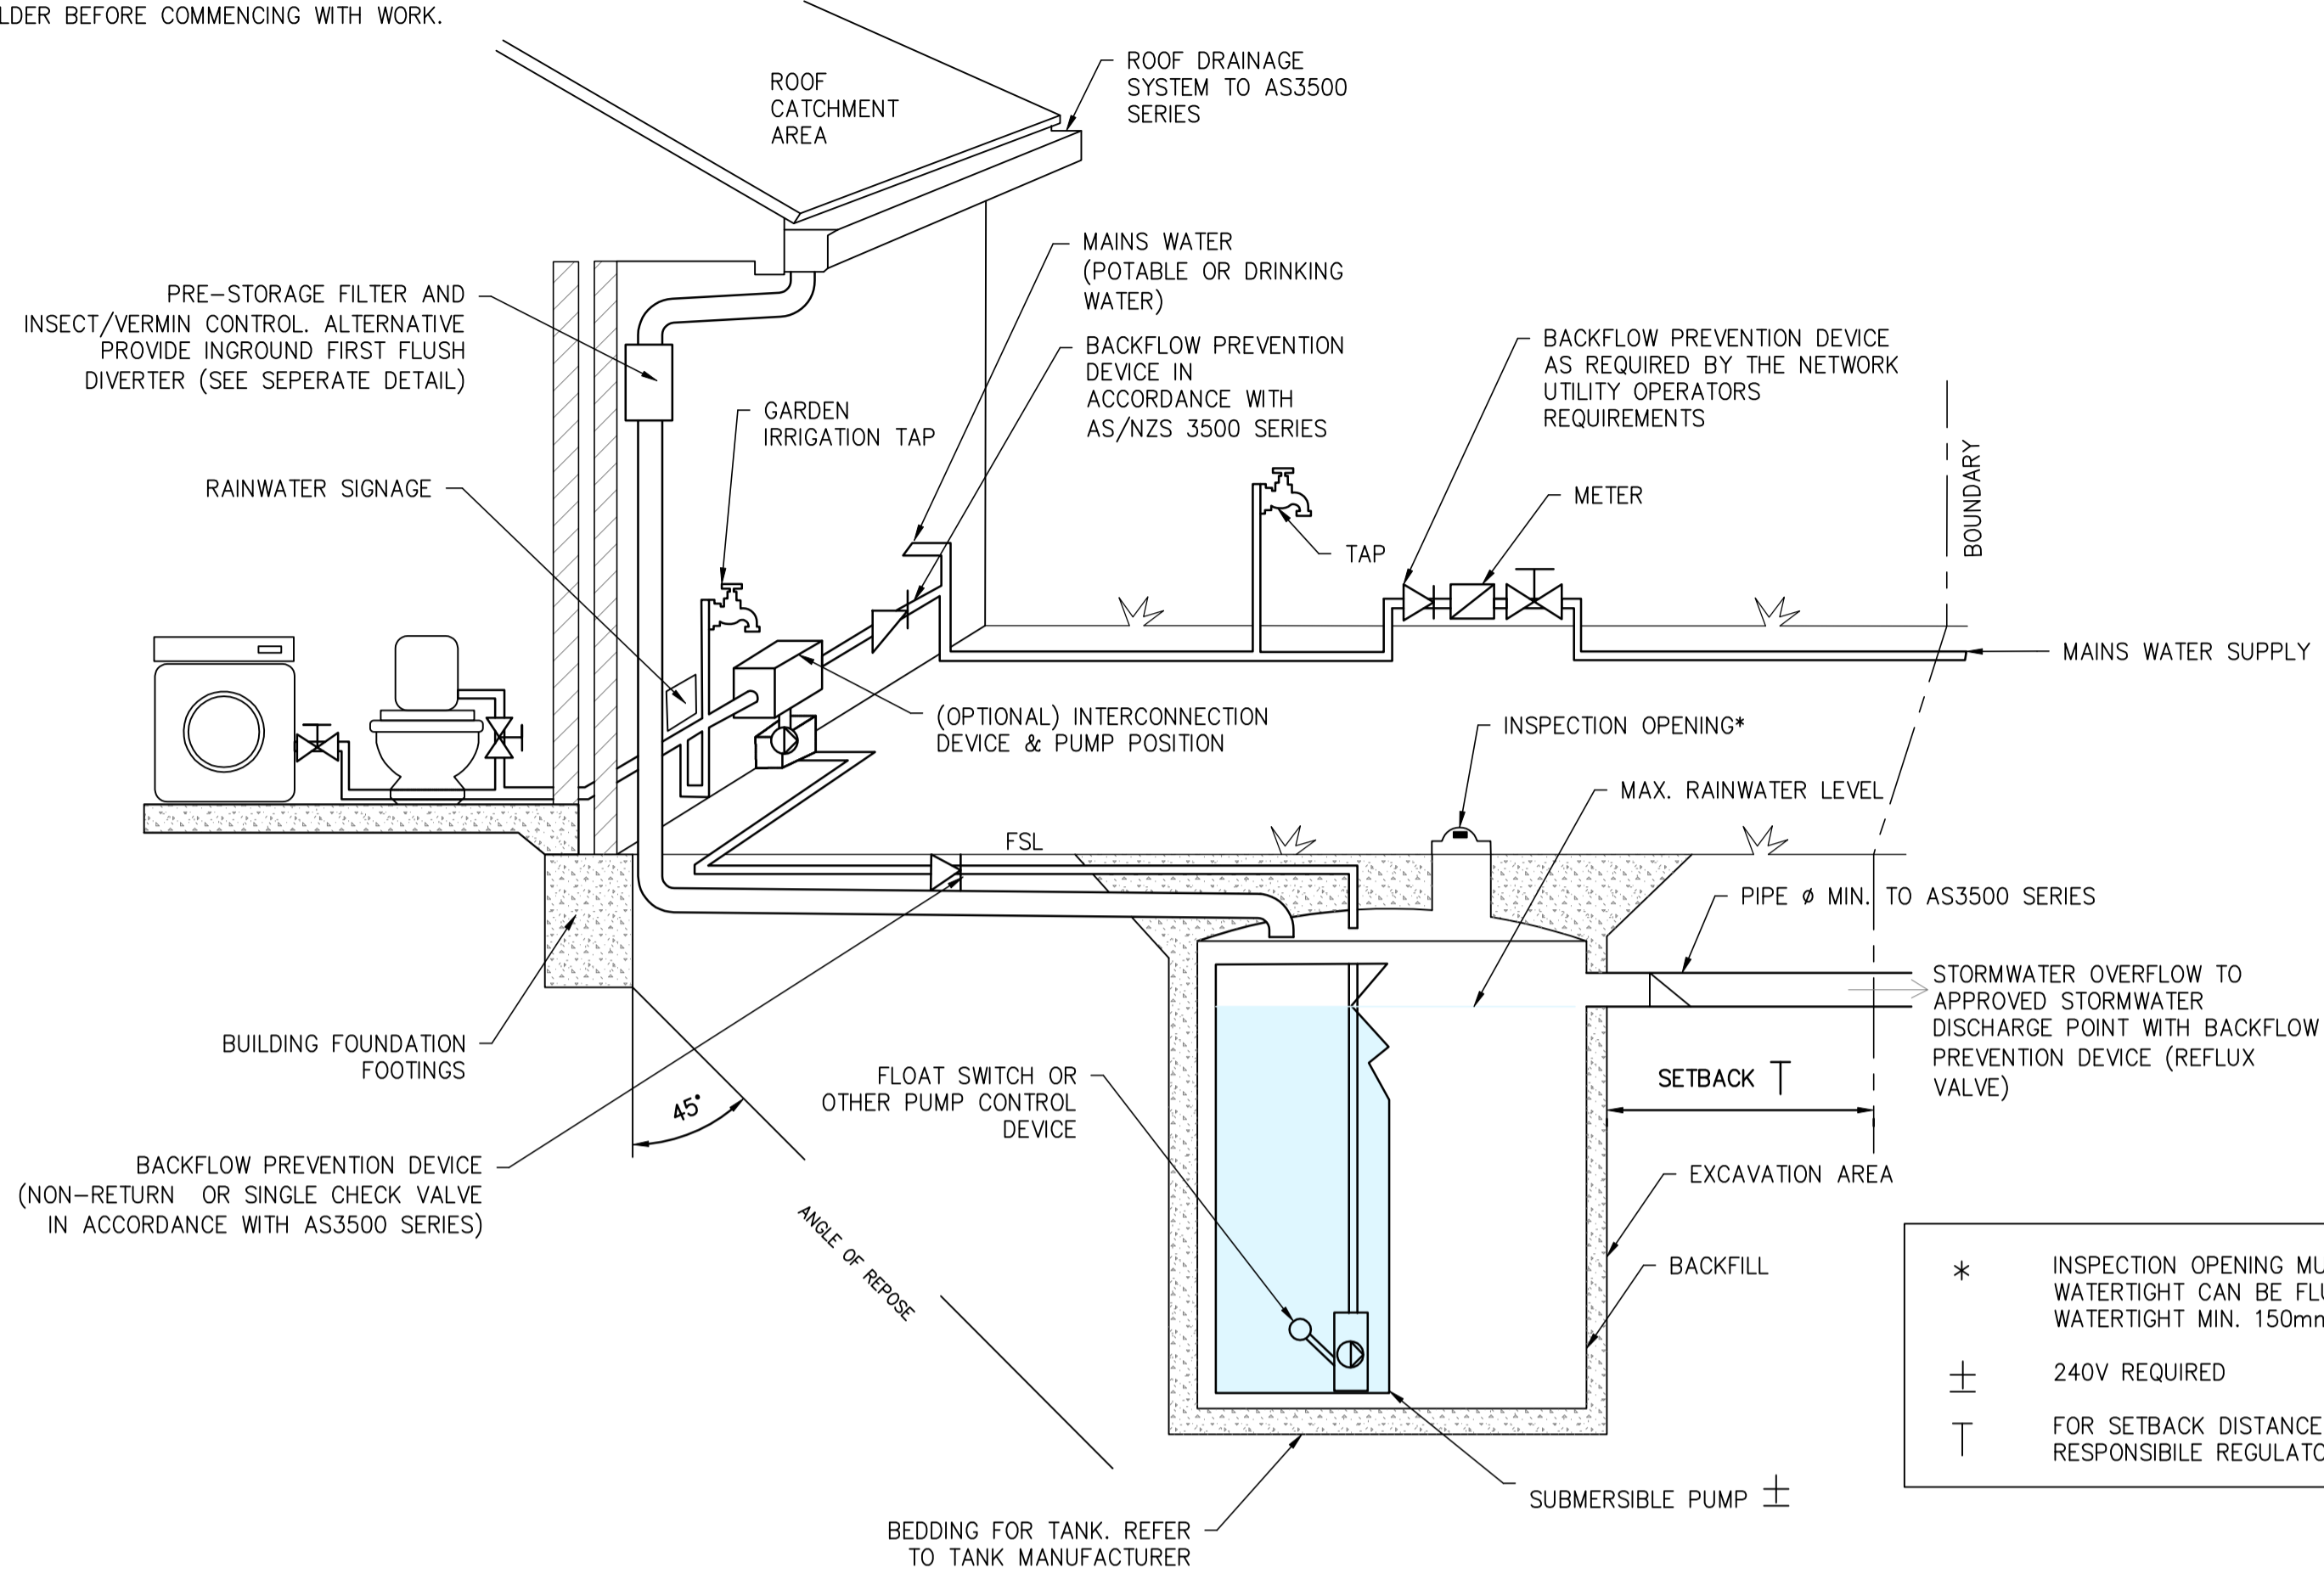 BEFORE COMMENCING WITH WORK.
ROOF
CATCHMENT
AREA
ROOF DRAINAGE
SYSTEM TO AS3500
SERIES
MAINS WATER
(POTABLE OR DRINKING
WATER)
PRE-STORAGE FILTER AND
INSECT/VERMIN CONTROL. ALTERNATIVE
PROVIDE INGROUND FIRST FLUSH
DIVERTER (SEE SEPERATE DETAIL)
BACKFLOW PREVENTION
DEVICE IN
ACCORDANCE WITH
AS/NZS 3500 SERIES
BACKFLOW PREVENTION DEVICE
AS REQUIRED BY THE NETWORK
UTILITY OPERATORS
REQUIREMENTS
GARDEN
IRRIGATION TAP
BOUNDARY
RAINWATER SIGNAGE
METER
TAP
MAINS WATER SUPPLY
(OPTIONAL) INTERCONNECTION
DEVICE & PUMP POSITION
INSPECTION OPENING*
MAX. RAINWATER LEVEL
FSL
PIPE ø MIN. TO AS3500 SERIES
STORMWATER OVERFLOW TO
APPROVED STORMWATER
DISCHARGE POINT WITH BACKFLOW
PREVENTION DEVICE (REFLUX
VALVE)
BUILDING FOUNDATION
FOOTINGS
FLOAT SWITCH OR
OTHER PUMP CONTROL
DEVICE
SETBACK ⊤
45°
BACKFLOW PREVENTION DEVICE
(NON-RETURN OR SINGLE CHECK VALVE
IN ACCORDANCE WITH AS3500 SERIES)
ANGLE OF REPOSE
EXCAVATION AREA
BACKFILL
* INSPECTION OPENING
WATERTIGHT CAN BE
WATERTIGHT MIN. 150mm
± 240V REQUIRED
⊤ FOR SETBACK DISTANCE
RESPONSIBILE
SUBMERSIBLE PUMP ±
BEDDING FOR TANK. REFER
TO TANK MANUFACTURER